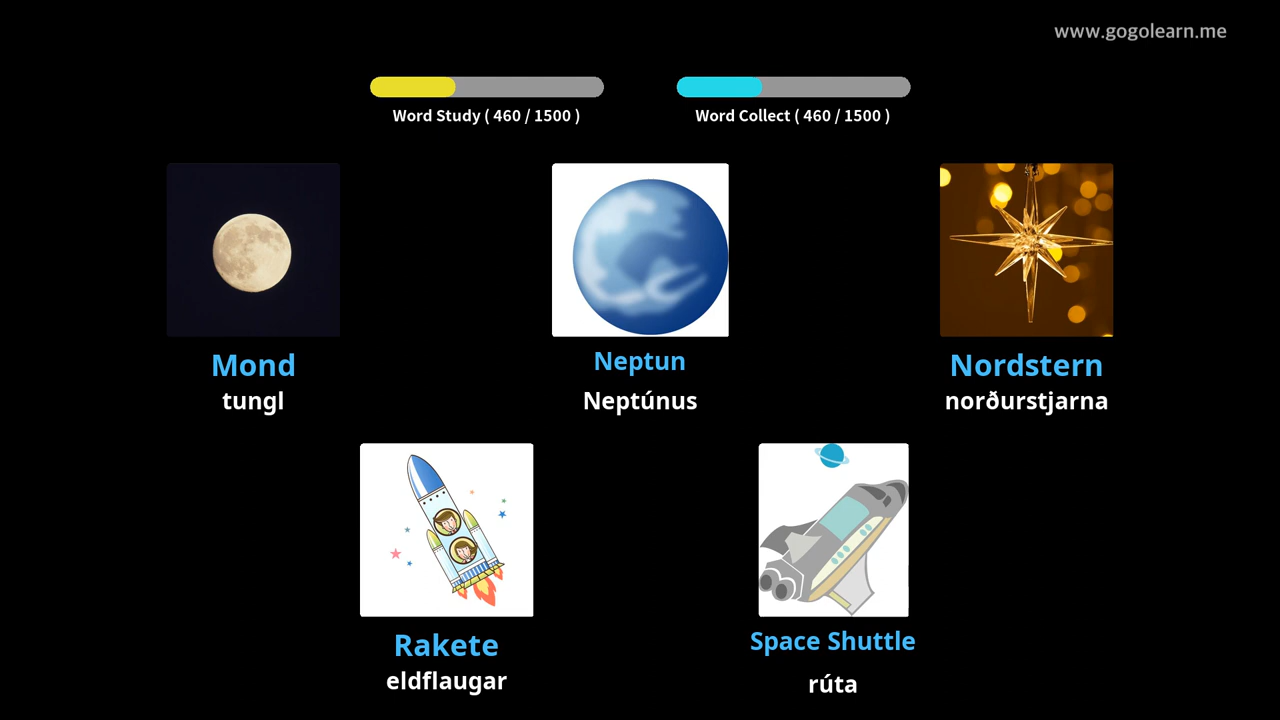 www.gogolearn.me
Word Study ( 460 / 1500 )
Word Collect ( 460 / 1500 )
Mond
tungl
Neptun
Neptúnus
Nordstern
norðurstjarna
Rakete
eldflaugar
Space Shuttle
rúta